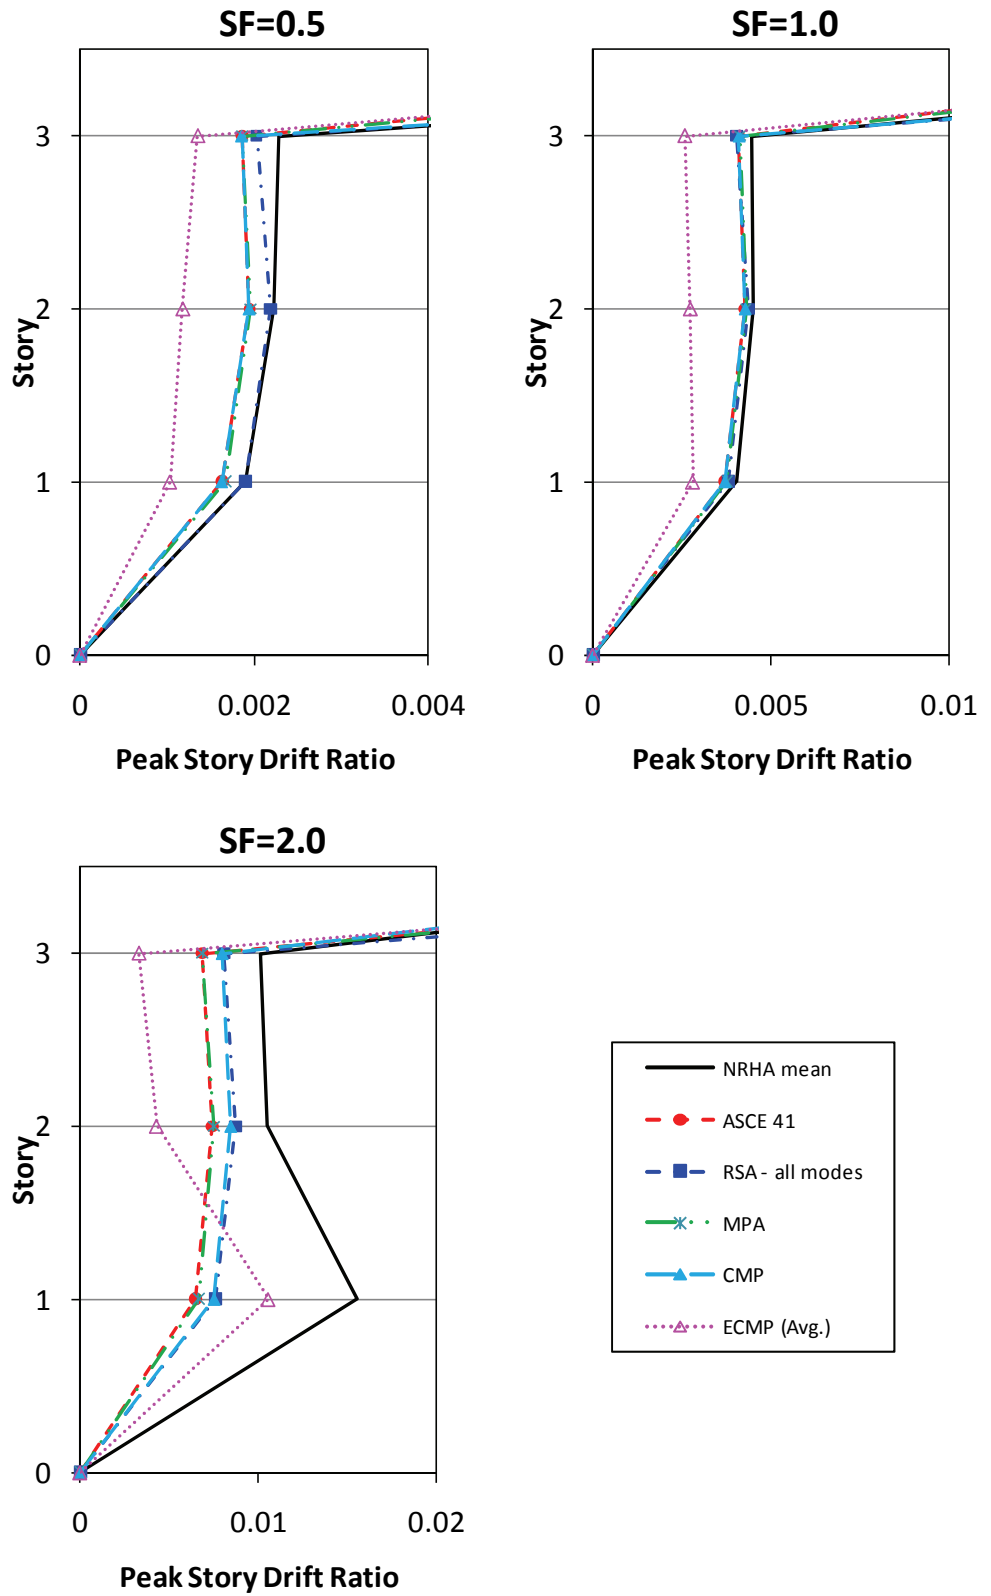 SF=0.5
3
2
1
0
Story
0
0.002
0.004
Peak Story Drift Ratio
SF=1.0
3
2
1
0
Story
0
0.005
0.01
Peak Story Drift Ratio
SF=2.0
3
2
1
0
Story
0
0.01
0.02
Peak Story Drift Ratio
NRHA mean
ASCE 41
RSA - all modes
MPA
CMP
ECMP (Avg.)